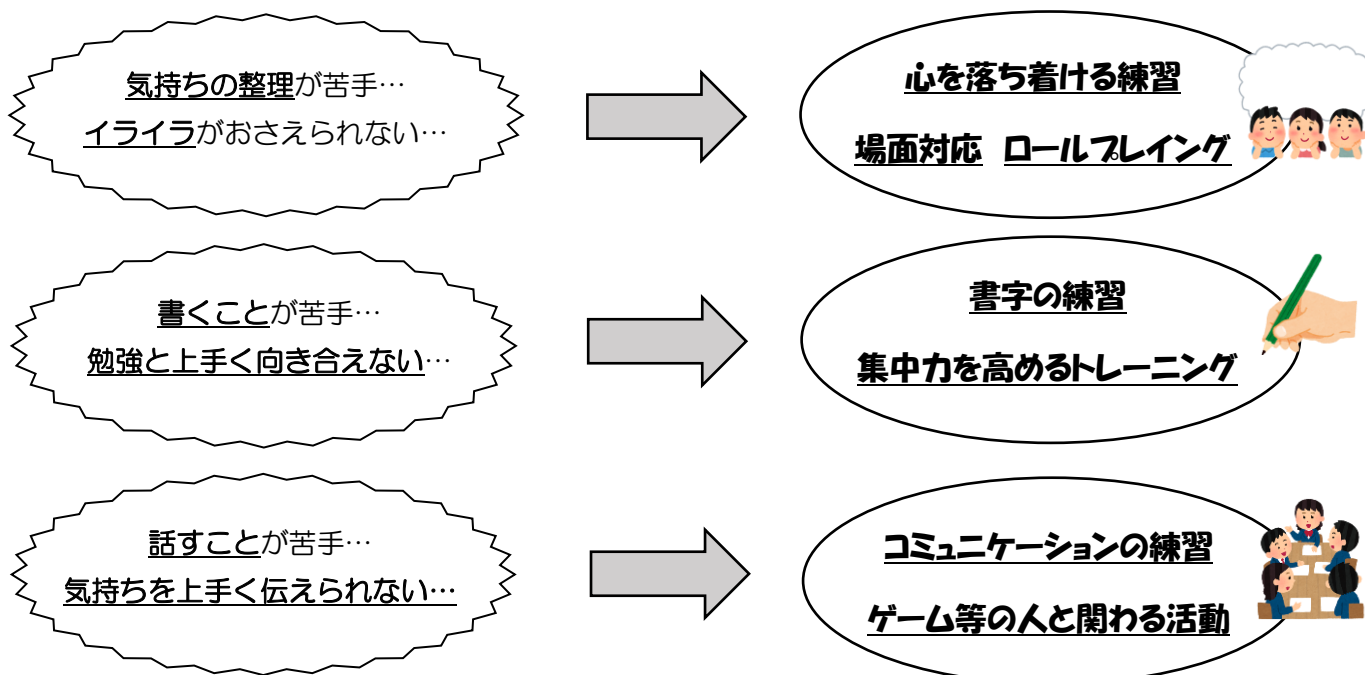 気持ちの整理が苦手…
イライラがおさえられない…
心を落ち着ける練習
場面対応 ロールプレイング
書くことが苦手…
勉強と上手く向き合えない…
書字の練習
集中力を高めるトレーニング
話すことが苦手…
気持ちを上手く伝えられない…
コミュニケーションの練習
ゲーム等の人と関わる活動